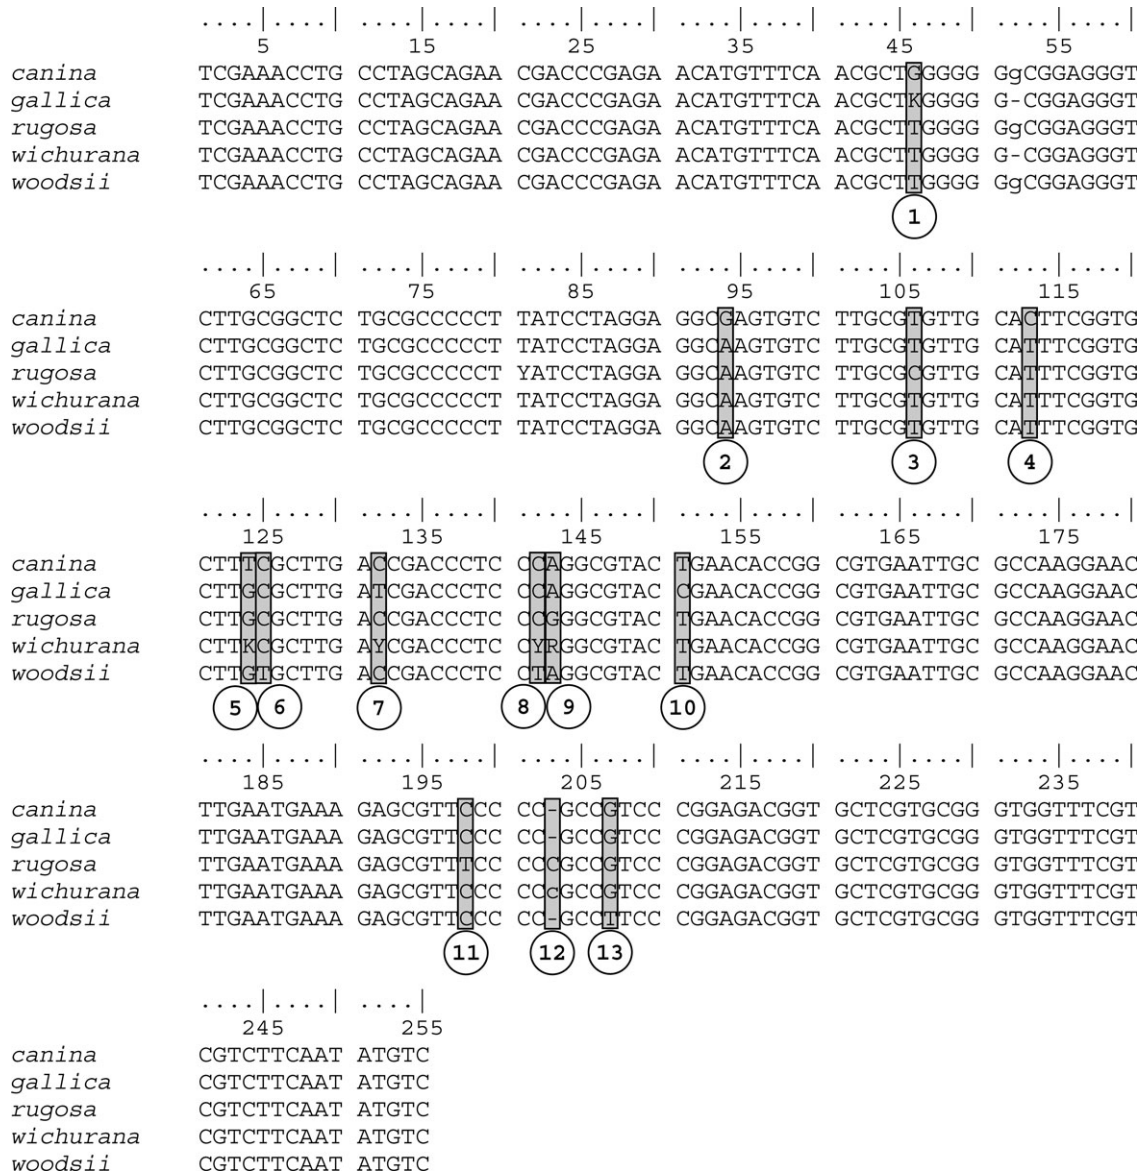 ....|....| ....|....| ....|....| ....|....| ....|....| ....|....|
5 15 25 35 45 55
canina TCGAAACCTG CCTAGCAGAA CGACCCGAGA ACATGTTTCA ACGCTGGGGG GgCGGAGGGT
gallica TCGAAACCTG CCTAGCAGAA CGACCCGAGA ACATGTTTCA ACGCTKGGGG G-CGGAGGGT
rugosa TCGAAACCTG CCTAGCAGAA CGACCCGAGA ACATGTTTCA ACGCTTGGGG GgCGGAGGGT
wichurana TCGAAACCTG CCTAGCAGAA CGACCCGAGA ACATGTTTCA ACGCTTGGGG G-CGGAGGGT
woodsii TCGAAACCTG CCTAGCAGAA CGACCCGAGA ACATGTTTCA ACGCTTGGGG GgCGGAGGGT
1
....|....| ....|....| ....|....| ....|....| ....|....| ....|....|
65 75 85 95 105 115
canina CTTGCGGCTC TGCGCCCCCT TATCCTAGGA GGCGAGTGTC TTGCGTGTTG CACTTCGGTG
gallica CTTGCGGCTC TGCGCCCCCT TATCCTAGGA GGCAAGTGTC TTGCGTGTTG CATTTCGGTG
rugosa CTTGCGGCTC TGCGCCCCCT YATCCTAGGA GGCAAGTGTC TTGCGCGTTG CATTTCGGTG
wichurana CTTGCGGCTC TGCGCCCCCT TATCCTAGGA GGCAAGTGTC TTGCGTGTTG CATTTCGGTG
woodsii CTTGCGGCTC TGCGCCCCCT TATCCTAGGA GGCAAGTGTC TTGCGTGTTG CATTTCGGTG
2 3 4
....|....| ....|....| ....|....| ....|....| ....|....| ....|....|
125 135 145 155 165 175
canina CTTTCGCTTG ACCGACCCTC CCAGGCGTAC TGAACACCGG CGTGAATTGC GCCAAGGAAC
gallica CTTGCGCTTG ATCGACCCTC CCAGGCGTAC CGAACACCGG CGTGAATTGC GCCAAGGAAC
rugosa CTTGCGCTTG ACCGACCCTC CCGGGCGTAC TGAACACCGG CGTGAATTGC GCCAAGGAAC
wichurana CTTKCGCTTG AYCGACCCTC CYRGGCGTAC TGAACACCGG CGTGAATTGC GCCAAGGAAC
woodsii CTTGTGCTTG ACCGACCCTC CTAGGCGTAC TGAACACCGG CGTGAATTGC GCCAAGGAAC
5 6 7 8 9 10
....|....| ....|....| ....|....| ....|....| ....|....| ....|....|
185 195 205 215 225 235
canina TTGAATGAAA GAGCGTTCCC CC-GCCGTCC CGGAGACGGT GCTCGTGCGG GTGGTTTCGT
gallica TTGAATGAAA GAGCGTTCCC CC-GCCGTCC CGGAGACGGT GCTCGTGCGG GTGGTTTCGT
rugosa TTGAATGAAA GAGCGTTTCC CCCGCCGTCC CGGAGACGGT GCTCGTGCGG GTGGTTTCGT
wichurana TTGAATGAAA GAGCGTTCCC CCcGCCGTCC CGGAGACGGT GCTCGTGCGG GTGGTTTCGT
woodsii TTGAATGAAA GAGCGTTCCC CC-GCCTTCC CGGAGACGGT GCTCGTGCGG GTGGTTTCGT
11 12 13
....|....| ....|
245 255
canina CGTCTTCAAT ATGTC
gallica CGTCTTCAAT ATGTC
rugosa CGTCTTCAAT ATGTC
wichurana CGTCTTCAAT ATGTC
woodsii CGTCTTCAAT ATGTC